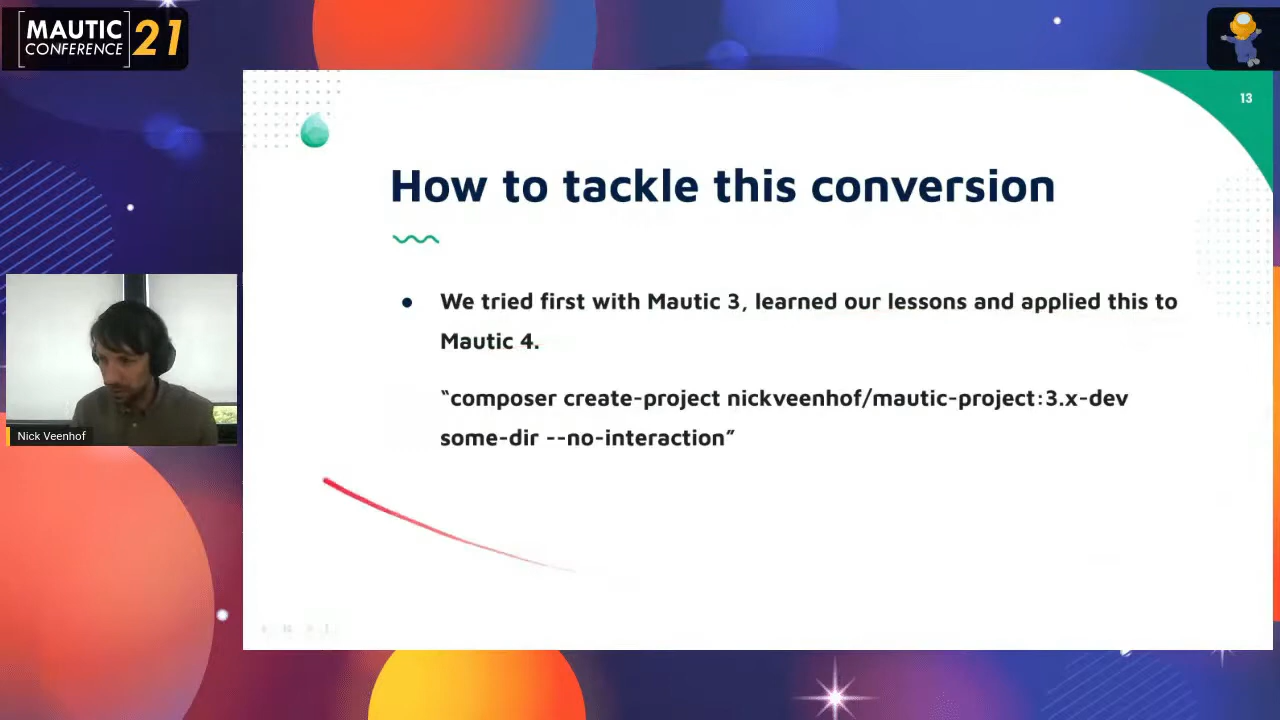 MAUTIC
CONFERENCE
21
13
How to tackle this conversion
We tried first with Mautic 3, learned our lessons and applied this to
Mautic 4.
“composer create-project nickveenhof/mautic-project:3.x-dev
some-dir --no-interaction”
Nick Veenhof